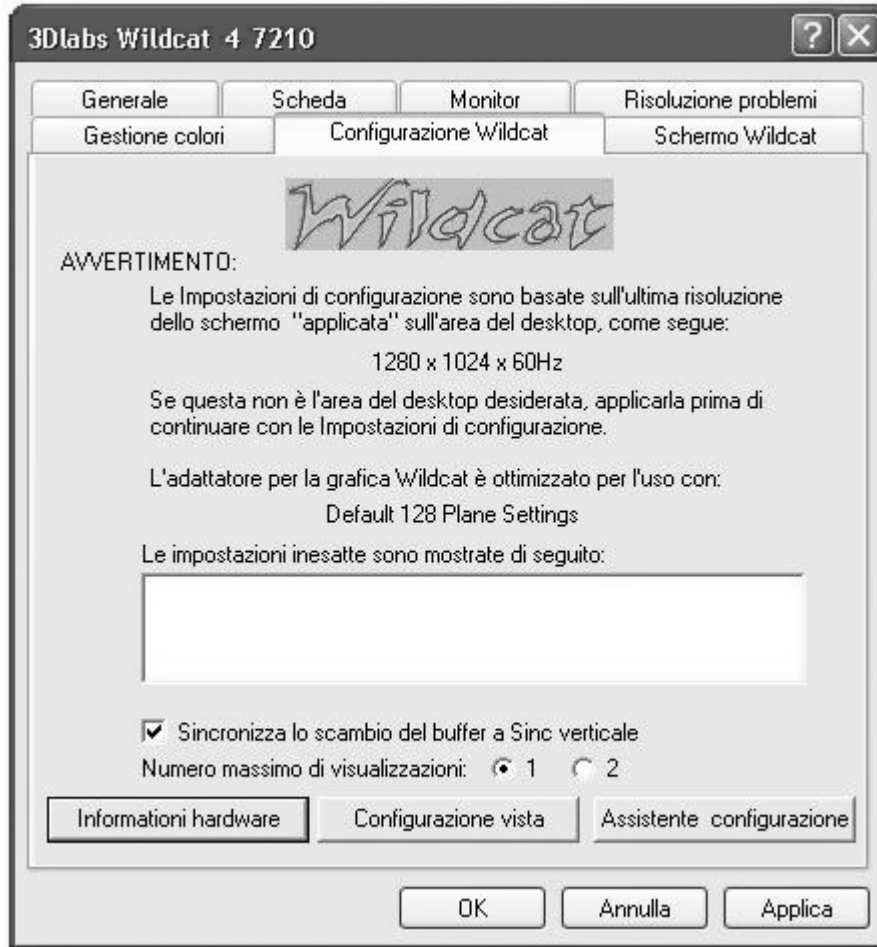 3Dlabs Wildcat 4 7210
Generale Scheda Monitor Risoluzione problemi
Gestione colori Configurazione Wildcat Schermo Wildcat
Wildcat
AVVERTIMENTO:
Le Impostazioni di configurazione sono basate sull'ultima risoluzione
dello schermo "applicata" sull'area del desktop, come segue:
1280 x 1024 x 60Hz
Se questa non è l'area del desktop desiderata, applicarla prima di
continuare con le Impostazioni di configurazione.
L'adattatore per la grafica Wildcat è ottimizzato per l'uso con:
Default 128 Plane Settings
Le impostazioni inesatte sono mostrate di seguito:
Sincronizza lo scambio del buffer a Sinc verticale
Numero massimo di visualizzazioni: 1 2
Informationi hardware Configurazione vista Assistente configurazione
OK Annulla Applica